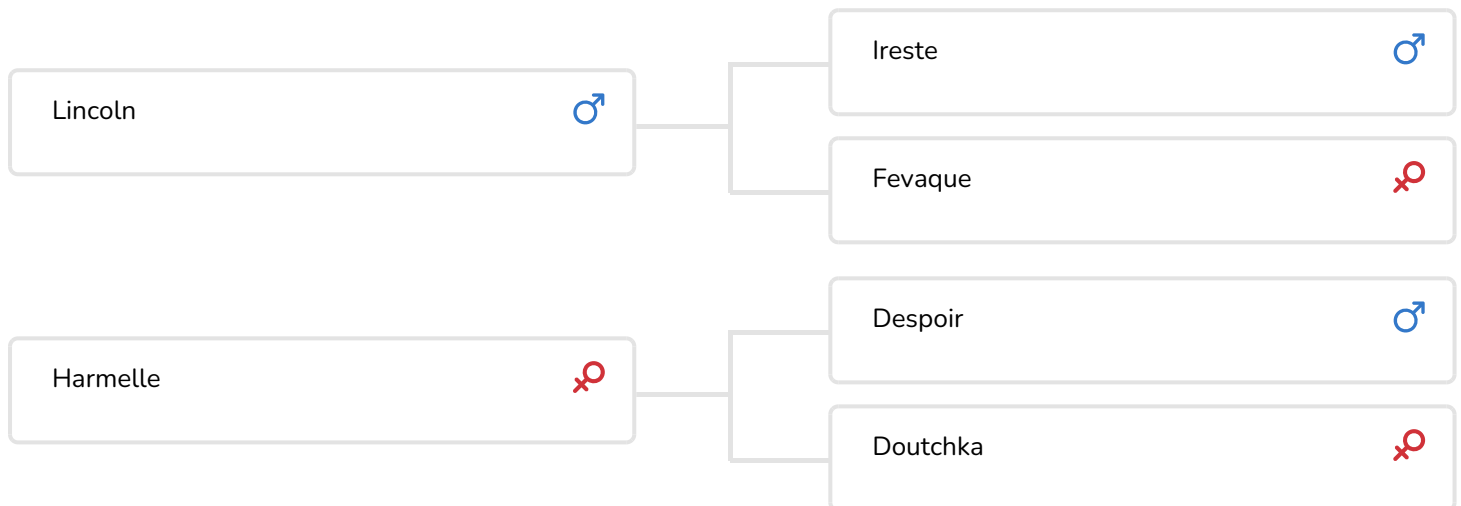 Ireste
Lincoln
Fevaque
Despoir
Harmelle
Doutchka